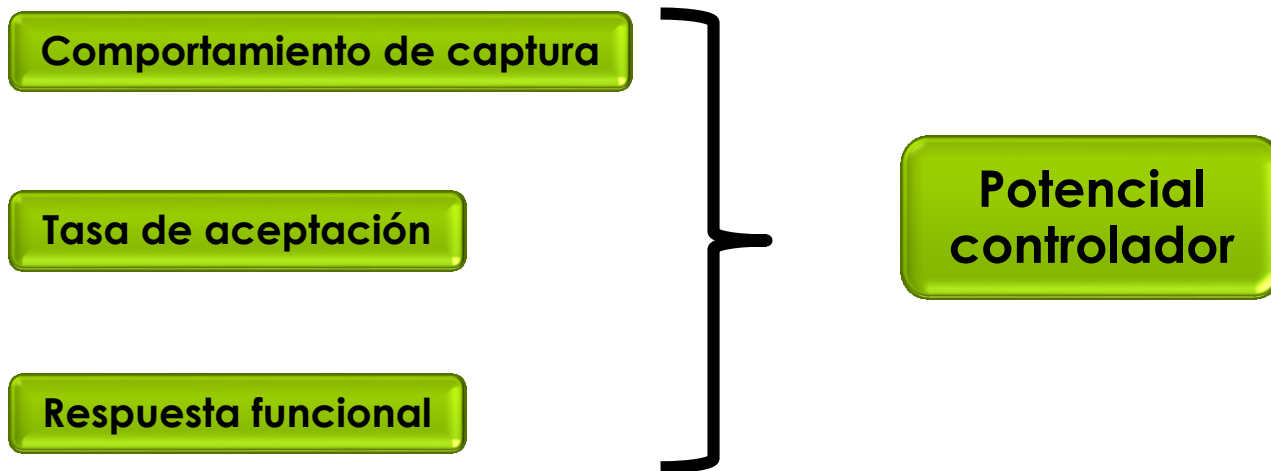 Comportamiento de captura
Tasa de aceptación
Respuesta funcional
Potencial
controlador